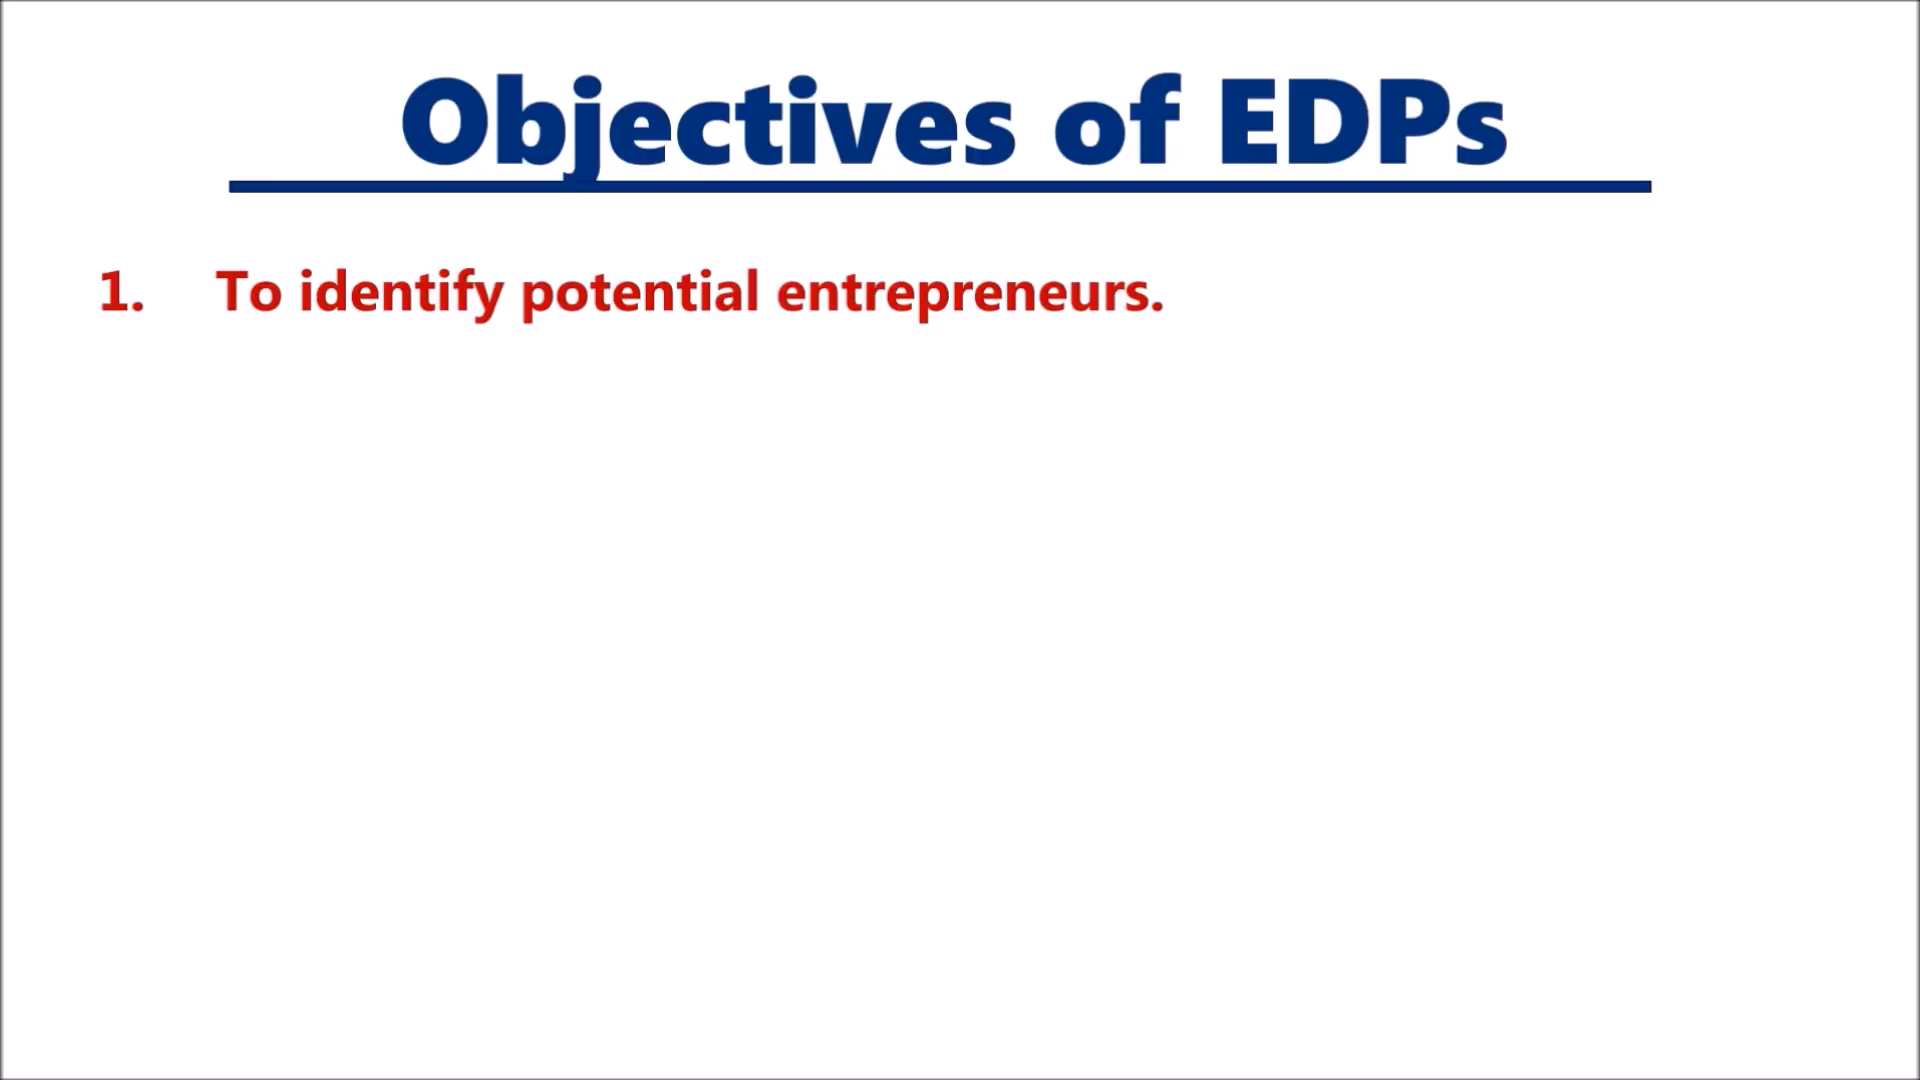 Objectives of EDPs
1. To identify potential entrepreneurs.